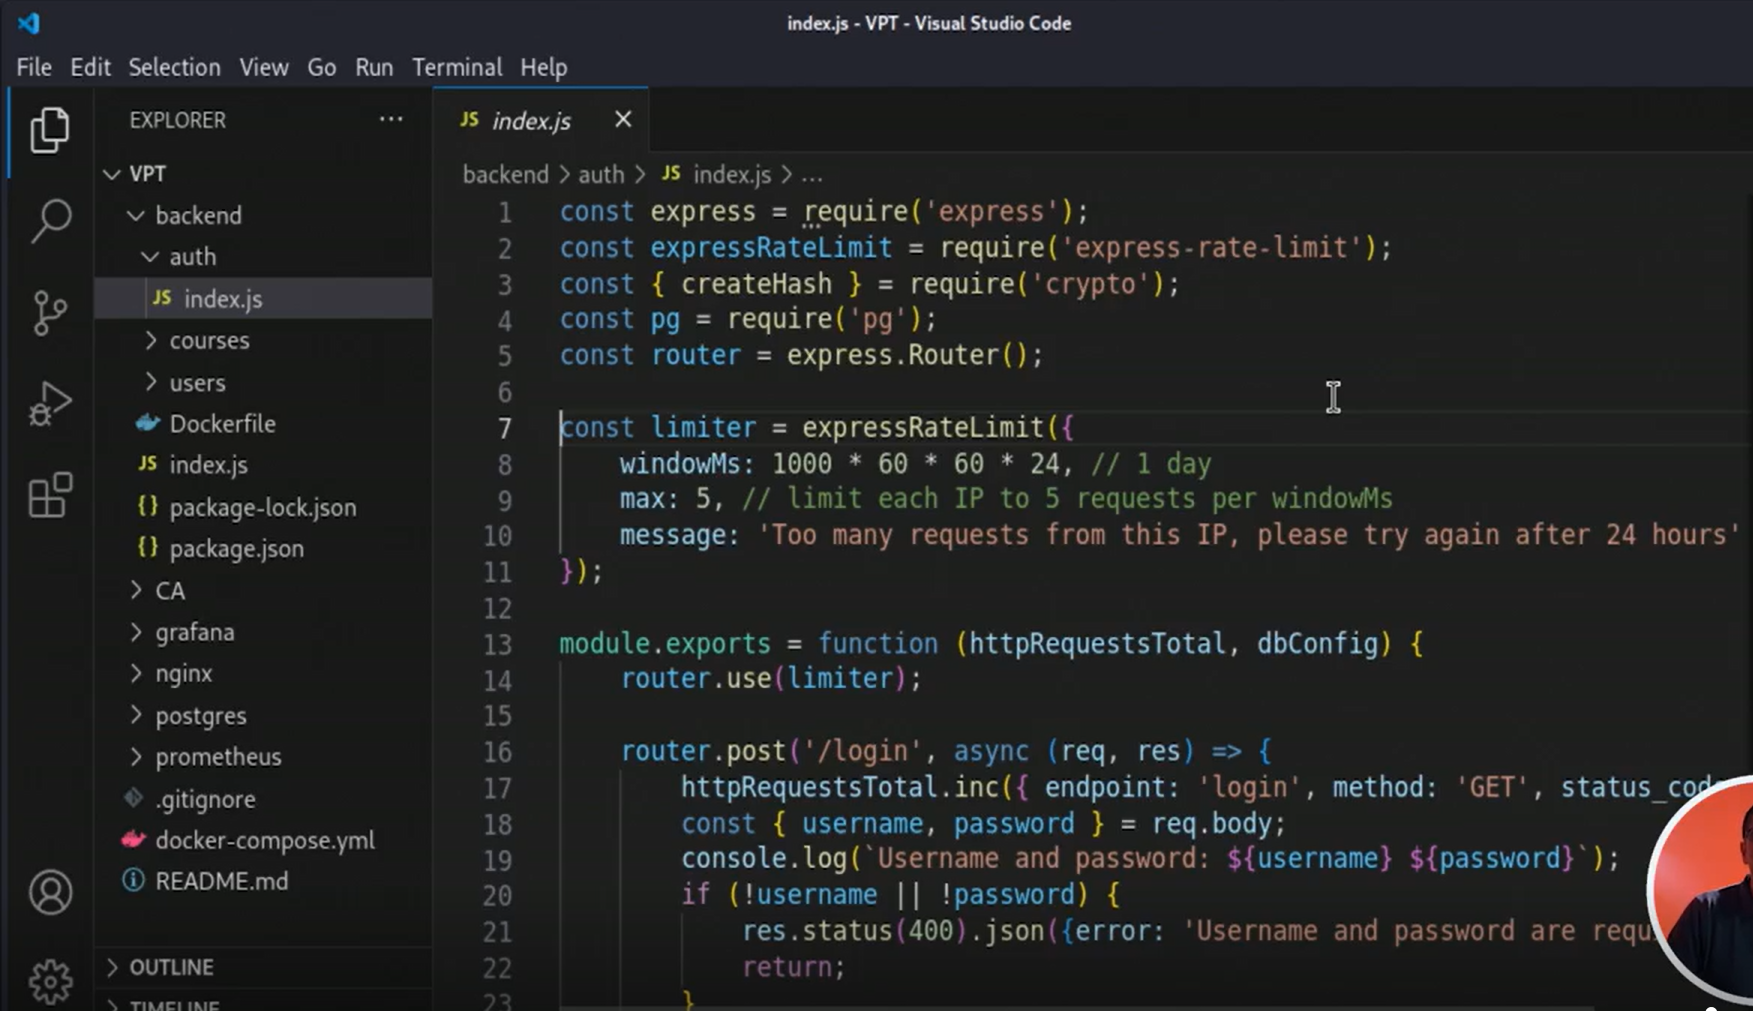 index.js - VPT - Visual Studio Code
File Edit Selection View Go Run Terminal Help
EXPLORER ···
VPT
backend
auth
JS index.js
courses
users
Dockerfile
JS index.js
{} package-lock.json
{} package.json
CA
grafana
nginx
postgres
prometheus
.gitignore
docker-compose.yml
README.md
OUTLINE
TIMELINE
JS index.js ×
backend > auth > JS index.js > ...
1 const express = require('express');
2 const expressRateLimit = require('express-rate-limit');
3 const { createHash } = require('crypto');
4 const pg = require('pg');
5 const router = express.Router();
6
7 const limiter = expressRateLimit({
8 windowMs: 1000 * 60 * 60 * 24, // 1 day
9 max: 5, // limit each IP to 5 requests per windowMs
10 message: 'Too many requests from this IP, please try again after 24 hours'
11 });
12
13 module.exports = function (httpRequestsTotal, dbConfig) {
14 router.use(limiter);
15
16 router.post('/login', async (req, res) => {
17 httpRequestsTotal.inc({ endpoint: 'login', method: 'GET', status_code
18 const { username, password } = req.body;
19 console.log(`Username and password: ${username} ${password}`);
20 if (!username || !password) {
21 res.status(400).json({error: 'Username and password are requ
22 return;
23 }